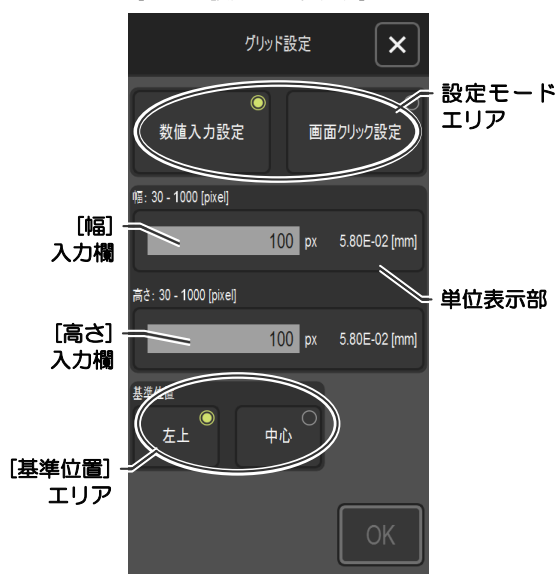 グリッド設定
数値入力設定
画面クリック設定
設定モード
エリア
幅: 30 - 1000 [pixel]
[幅]
入力欄
100 px 5.80E-02 [mm]
単位表示部
高さ: 30 - 1000 [pixel]
[高さ]
入力欄
100 px 5.80E-02 [mm]
基準位置
左上
中心
[基準位置]
エリア
OK